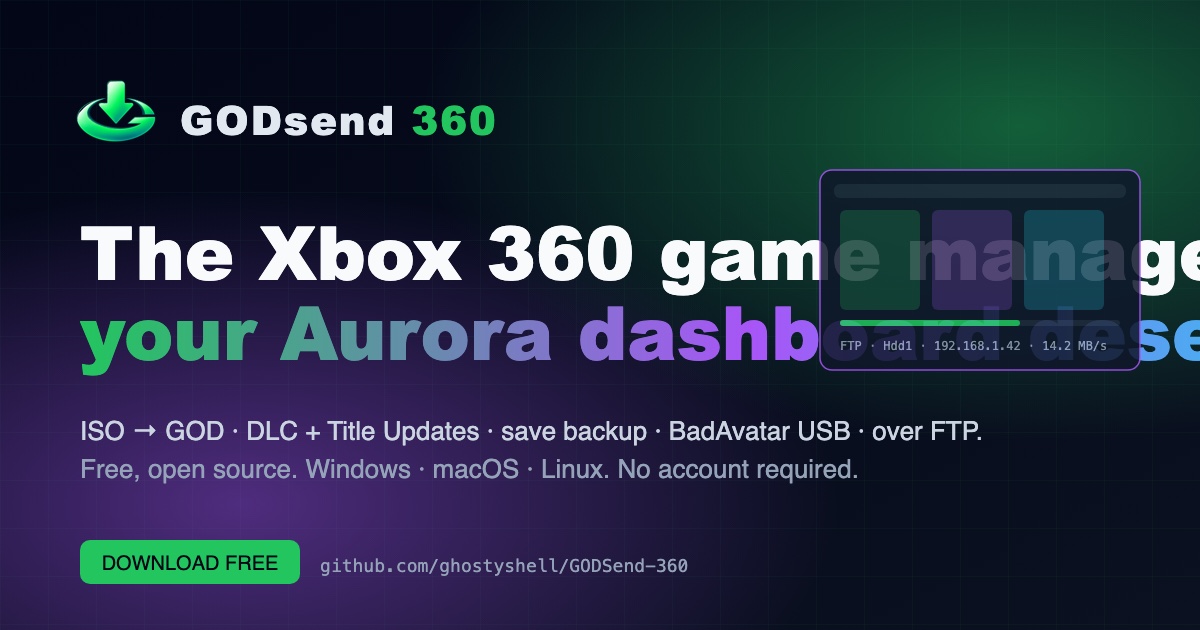 GODsend 360
The Xbox 360 game manage
your Aurora dashboard dese
FTP · Hdd1 · 192.168.1.42 · 14.2 MB/s
ISO → GOD · DLC + Title Updates · save backup · BadAvatar USB · over FTP.
Free, open source. Windows · macOS · Linux. No account required.
DOWNLOAD FREE
github.com/ghostyshell/GODSend-360